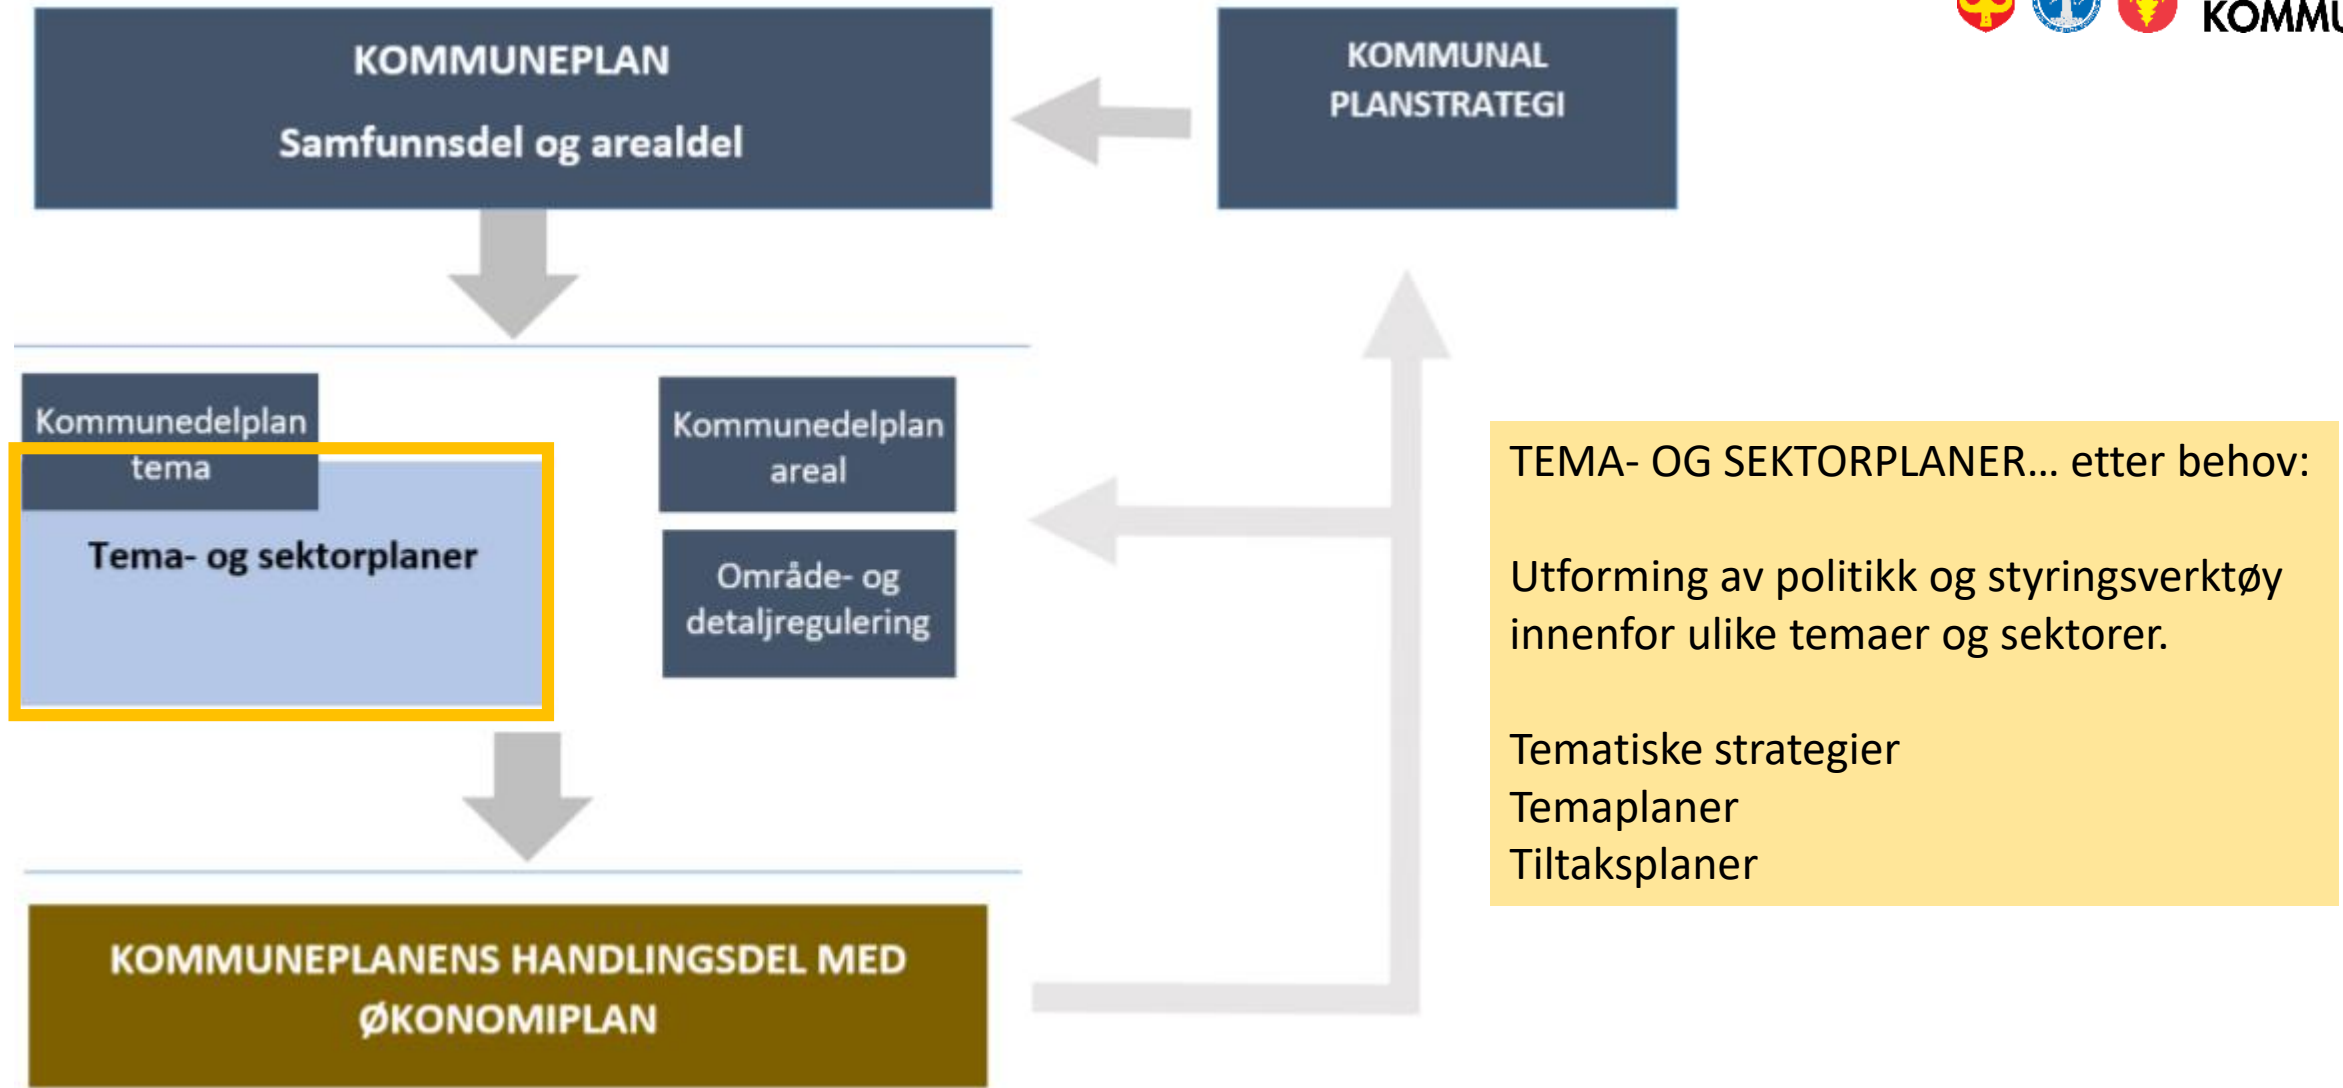 KOMMUNEPLAN
Samfunnsdel og arealdel
KOMMUNAL
PLANSTRATEGI
Kommunedelplan
tema
Tema- og sektorplaner
Kommunedelplan
areal
Område- og
detaljregulering
TEMA- OG SEKTORPLANER... etter behov:
Utforming av politikk og styringsverktøy
innenfor ulike temaer og sektorer.
Tematiske strategier
Temaplaner
Tiltaksplaner
KOMMUNEPLANENS HANDLINGSDEL MED
ØKONOMIPLAN